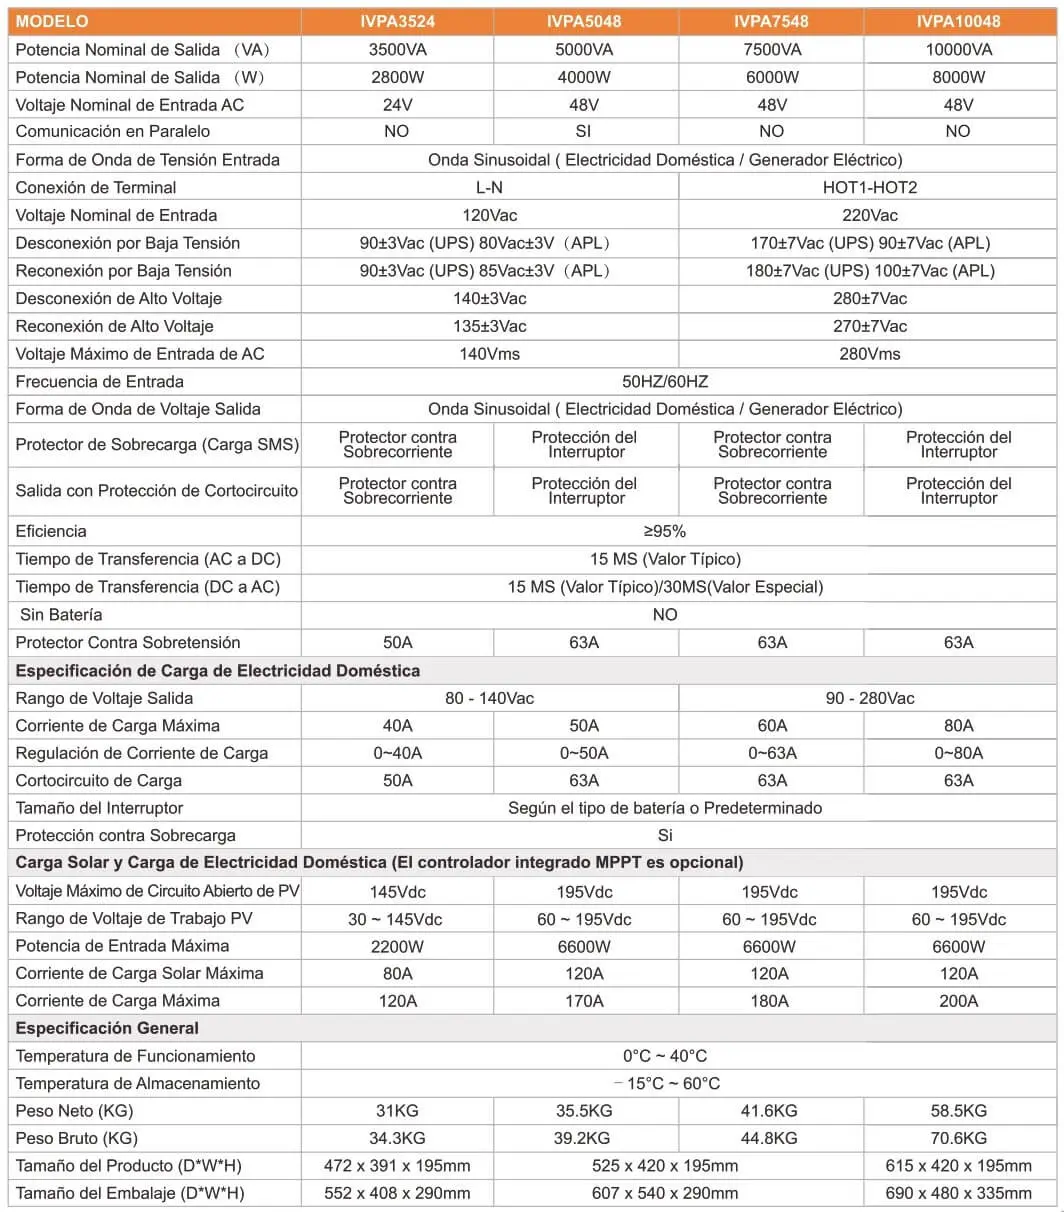 MODELO IVPA3524 IVPA5048 IVPA7548 IVPA10048
Potencia Nominal de Salida （VA） 3500VA 5000VA 7500VA 10000VA
Potencia Nominal de Salida （W） 2800W 4000W 6000W 8000W
Voltaje Nominal de Entrada AC 24V 48V 48V 48V
Comunicación en Paralelo NO SI NO NO
Forma de Onda de Tensión Entrada Onda Sinusoidal ( Electricidad Doméstica / Generador Eléctrico)
Conexión de Terminal L-N HOT1-HOT2
Voltaje Nominal de Entrada 120Vac 220Vac
Desconexión por Baja Tensión 90±3Vac (UPS) 80Vac±3V（APL） 170±7Vac (UPS) 90±7Vac (APL)
Reconexión por Baja Tensión 90±3Vac (UPS) 85Vac±3V（APL） 180±7Vac (UPS) 100±7Vac (APL)
Desconexión de Alto Voltaje 140±3Vac 280±7Vac
Reconexión de Alto Voltaje 135±3Vac 270±7Vac
Voltaje Máximo de Entrada de AC 140Vms 280Vms
Frecuencia de Entrada 50HZ/60HZ
Forma de Onda de Voltaje Salida Onda Sinusoidal ( Electricidad Doméstica / Generador Eléctrico)
Protector de Sobrecarga (Carga SMS) Protector contra Sobrecorriente Protección del Interruptor Protector contra Sobrecorriente Protección del Interruptor
Salida con Protección de Cortocircuito Protector contra Sobrecorriente Protección del Interruptor Protector contra Sobrecorriente Protección del Interruptor
Eficiencia ≥95%
Tiempo de Transferencia (AC a DC) 15 MS (Valor Típico)
Tiempo de Transferencia (DC a AC) 15 MS (Valor Típico)/30MS(Valor Especial)
Sin Batería NO
Protector Contra Sobretensión 50A 63A 63A 63A
Especificación de Carga de Electricidad Doméstica
Rango de Voltaje Salida 80 - 140Vac 90 - 280Vac
Corriente de Carga Máxima 40A 50A 60A 80A
Regulación de Corriente de Carga 0~40A 0~50A 0~63A 0~80A
Cortocircuito de Carga 50A 63A 63A 63A
Tamaño del Interruptor Según el tipo de batería o Predeterminado
Protección contra Sobrecarga Si
Carga Solar y Carga de Electricidad Doméstica (El controlador integrado MPPT es opcional)
Voltaje Máximo de Circuito Abierto de PV 145Vdc 195Vdc 195Vdc 195Vdc
Rango de Voltaje de Trabajo PV 30 ~ 145Vdc 60 ~ 195Vdc 60 ~ 195Vdc 60 ~ 195Vdc
Potencia de Entrada Máxima 2200W 6600W 6600W 6600W
Corriente de Carga Solar Máxima 80A 120A 120A 120A
Corriente de Carga Máxima 120A 170A 180A 200A
Especificación General
Temperatura de Funcionamiento 0°C ~ 40°C
Temperatura de Almacenamiento －15°C ~ 60°C
Peso Neto (KG) 31KG 35.5KG 41.6KG 58.5KG
Peso Bruto (KG) 34.3KG 39.2KG 44.8KG 70.6KG
Tamaño del Producto (D*W*H) 472 x 391 x 195mm 525 x 420 x 195mm 615 x 420 x 195mm
Tamaño del Embalaje (D*W*H) 552 x 408 x 290mm 607 x 540 x 290mm 690 x 480 x 335mm